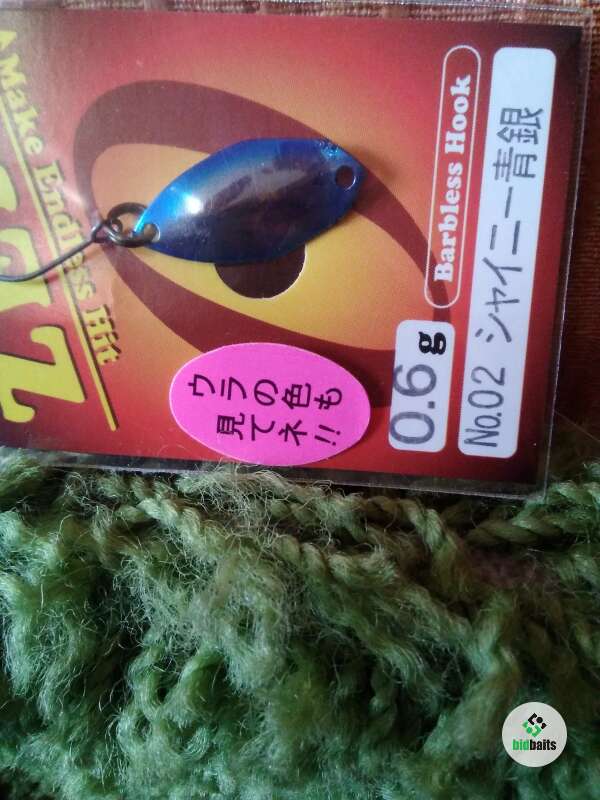 A Make Endless Hit
Barbless Hook
0.6g
No.02 シャイニー青銀
ウラの色も
見てネ!!
bidbaits